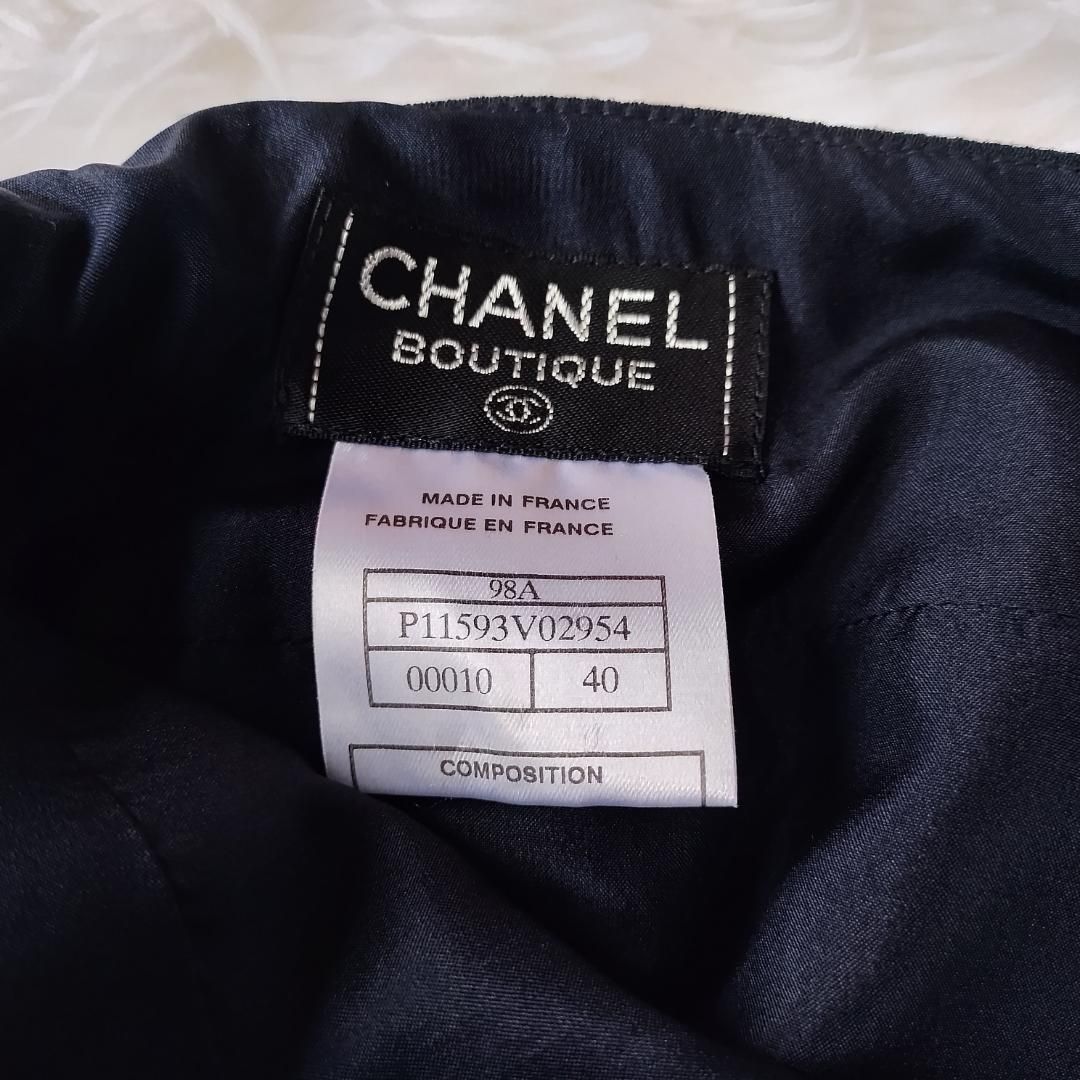 CHANEL
BOUTIQUE
MADE IN FRANCE
FABRIQUE EN FRANCE
98A
P11593V02954
00010 40
COMPOSITION